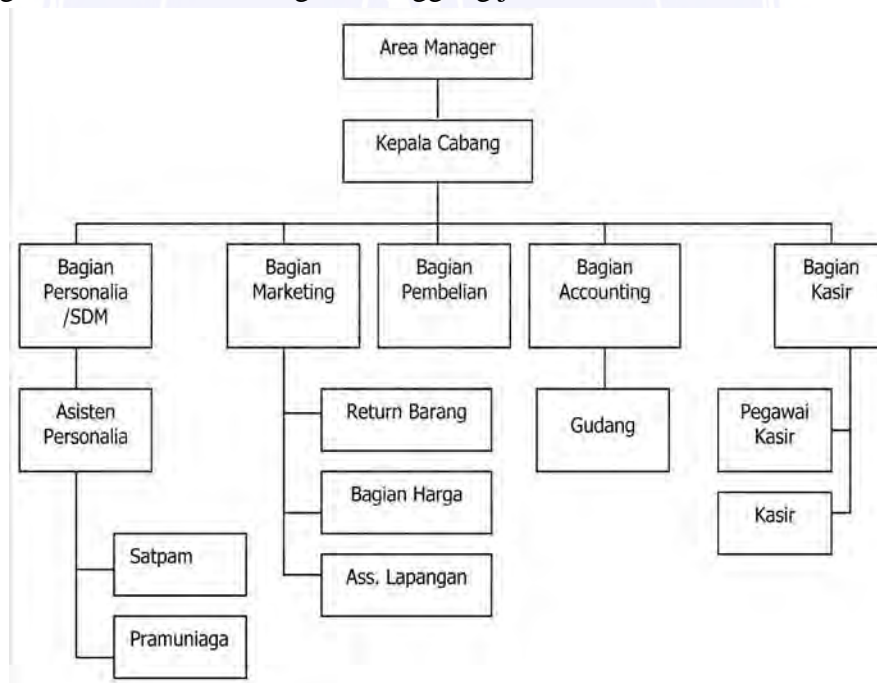 Area Manager
Kepala Cabang
Bagian
Personalia
/SDM
Bagian
Marketing
Bagian
Pembelian
Bagian
Accounting
Bagian
Kasir
Asisten
Personalia
Return Barang
Gudang
Pegawai
Kasir
Bagian Harga
Kasir
Satpam
Ass. Lapangan
Pramuniaga